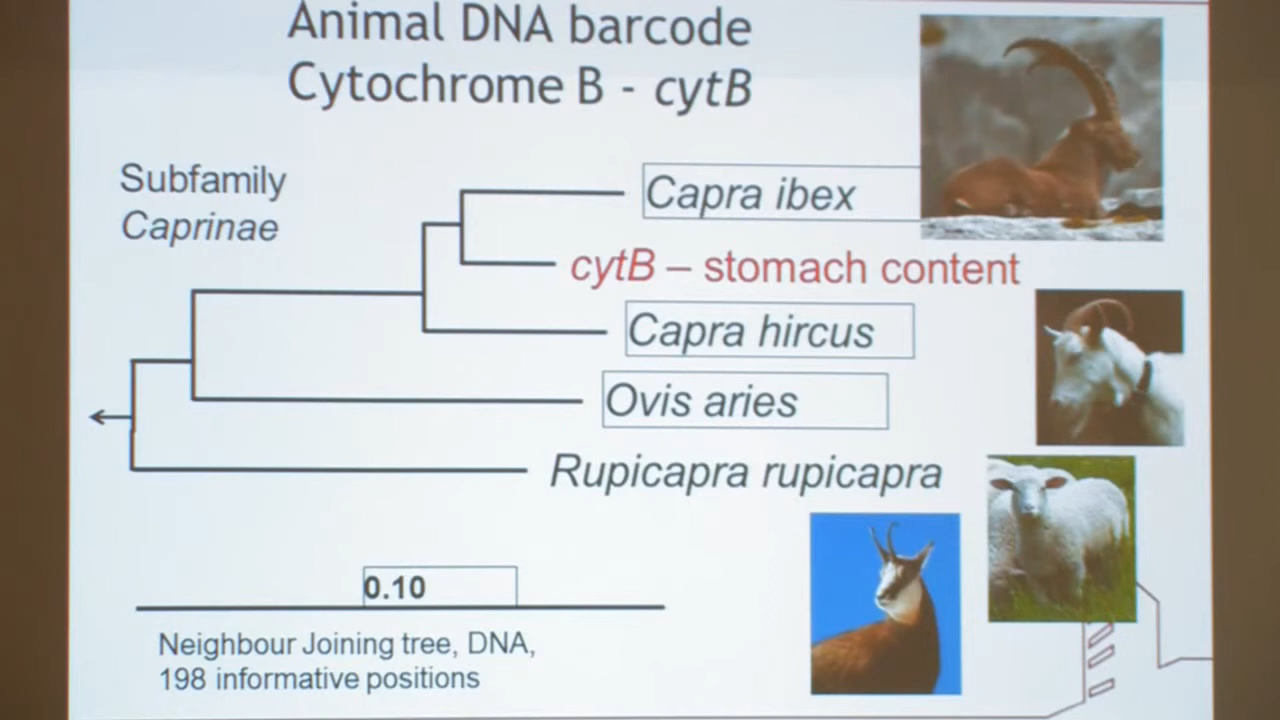 Animal DNA barcode
Cytochrome B - cytB
Subfamily
Caprinae
Capra ibex
cytB – stomach content
Capra hircus
Ovis aries
Rupicapra rupicapra
0.10
Neighbour Joining tree, DNA,
198 informative positions